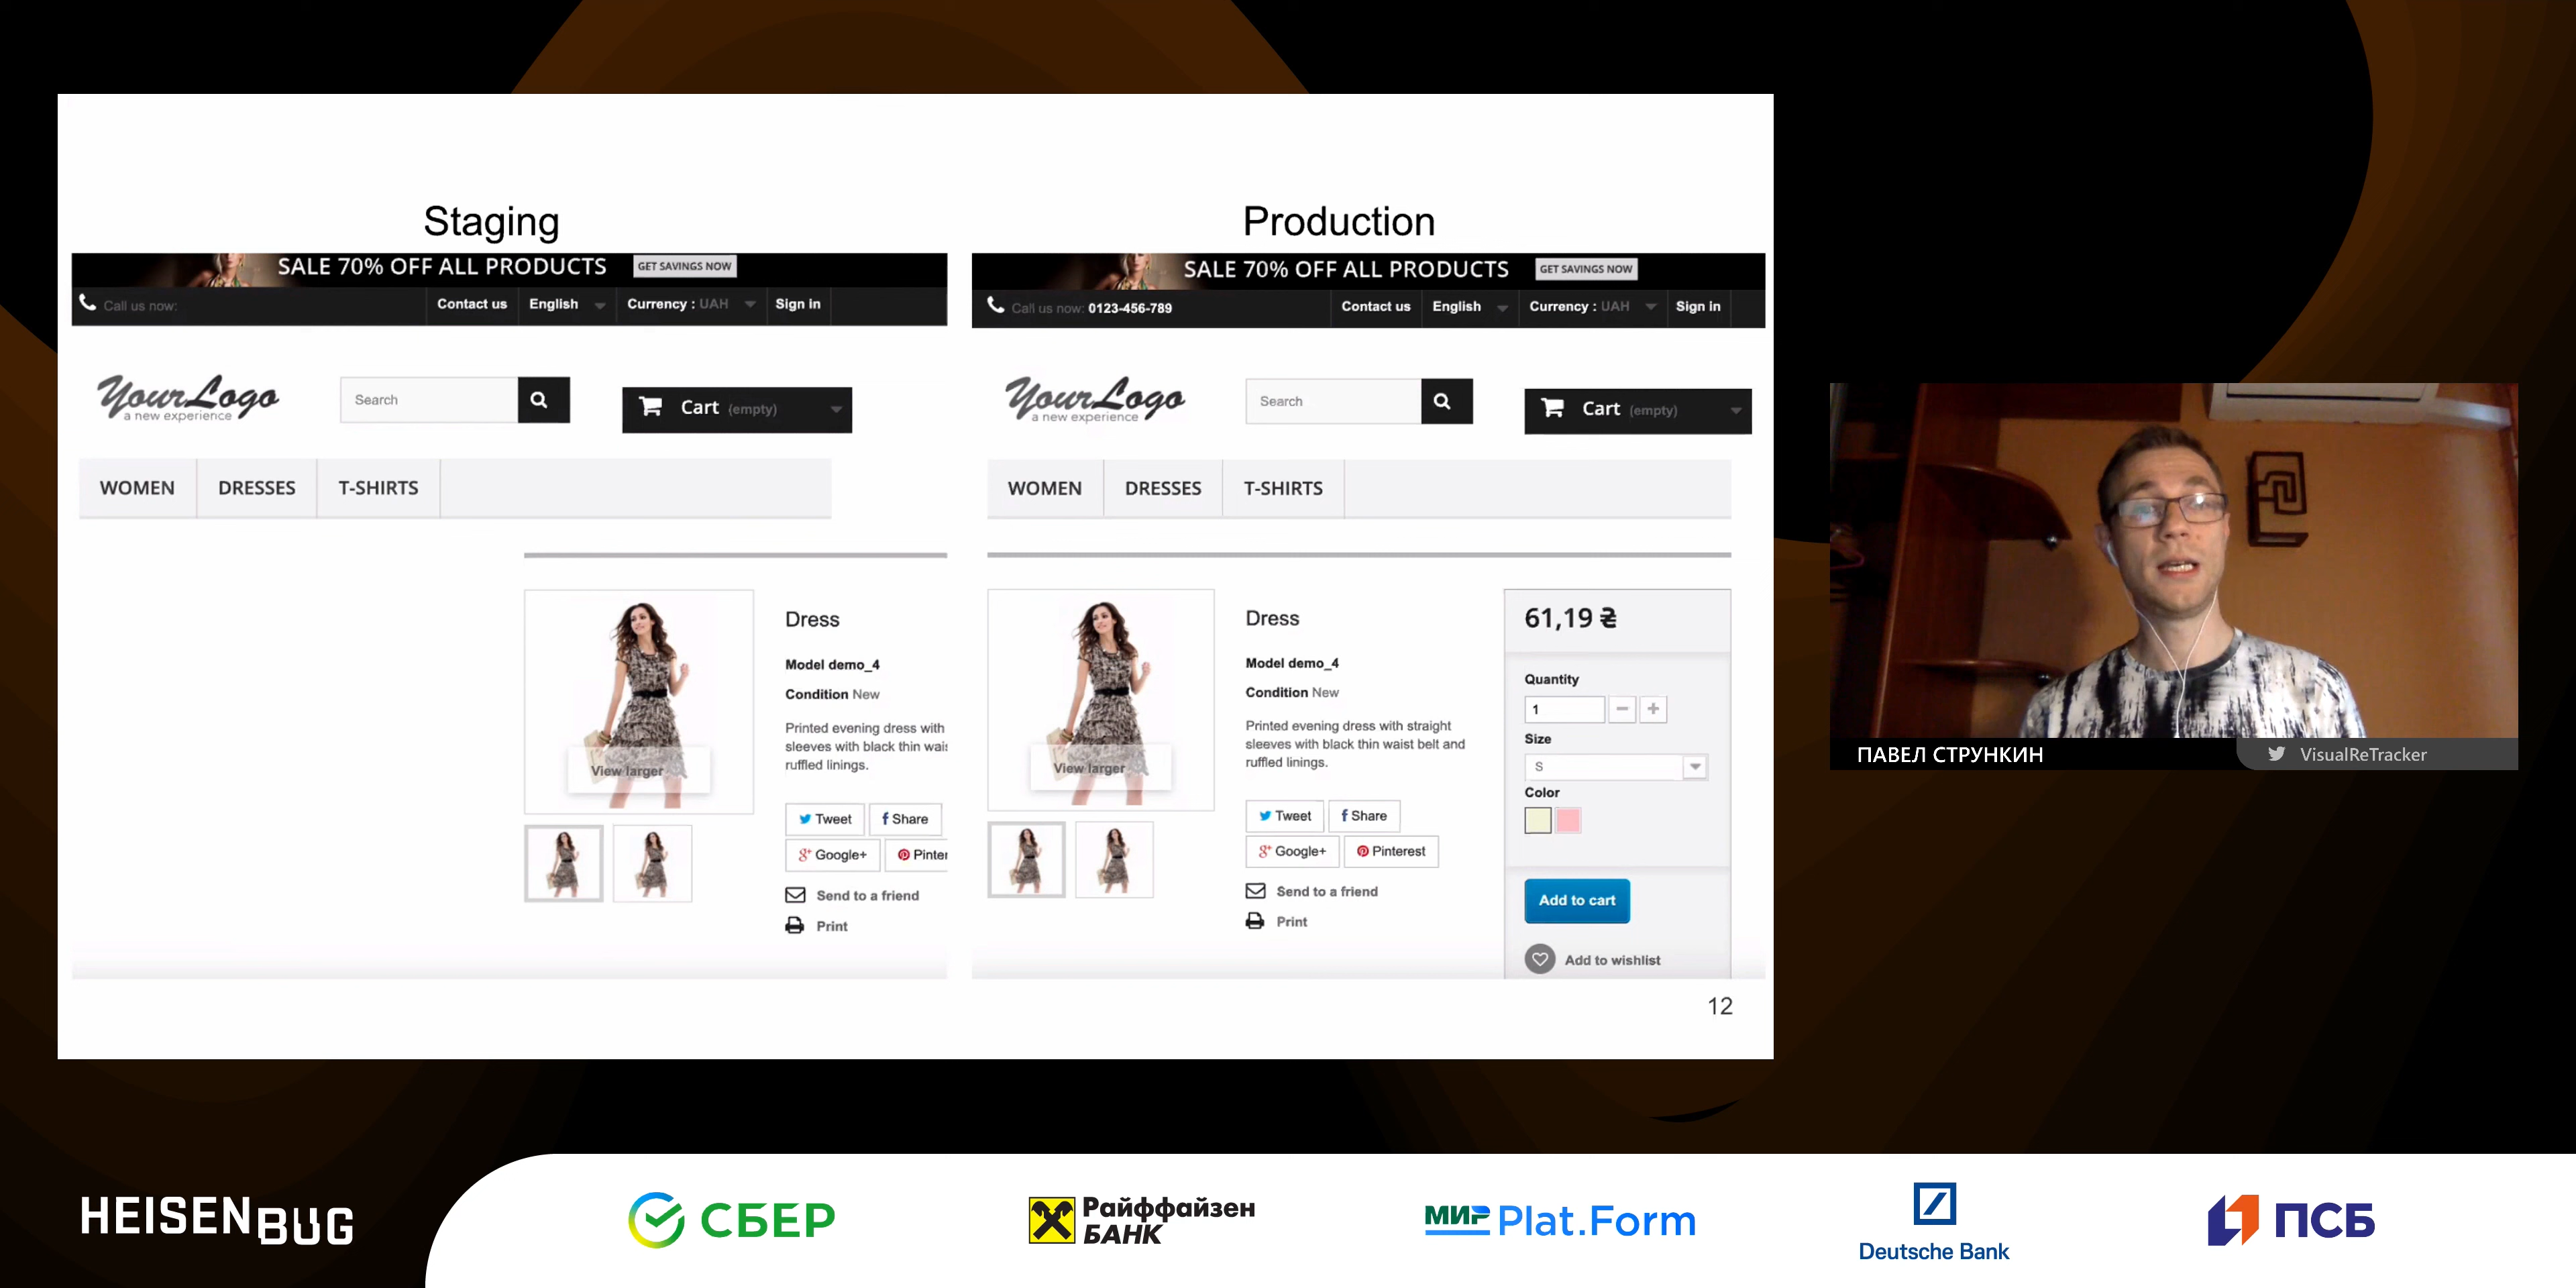 Staging
SALE 70% OFF ALL PRODUCTS GET SAVINGS NOW
Call us now: Contact us English Currency : UAH Sign in
YourLogo
a new experience
Search
Cart (empty)
WOMEN DRESSES T-SHIRTS
View larger
Dress
Model demo_4
Condition New
Printed evening dress with
sleeves with black thin wais
ruffled linings.
Tweet Share
Google+ Pinter
Send to a friend
Print
Production
SALE 70% OFF ALL PRODUCTS GET SAVINGS NOW
Call us now: 0123-456-789 Contact us English Currency : UAH Sign in
YourLogo
a new experience
Search
Cart (empty)
WOMEN DRESSES T-SHIRTS
View larger
Dress
Model demo_4
Condition New
Printed evening dress with straight
sleeves with black thin waist belt and
ruffled linings.
Tweet Share
Google+ Pinterest
Send to a friend
Print
61,19 ₴
Quantity
1
Size
S
Color
Add to cart
Add to wishlist
12
ПАВЕЛ СТРУНКИН
VisualReTracker
HEISENBUG
СБЕР
Райффайзен
БАНК
МИР Plat.Form
Deutsche Bank
ПСБ